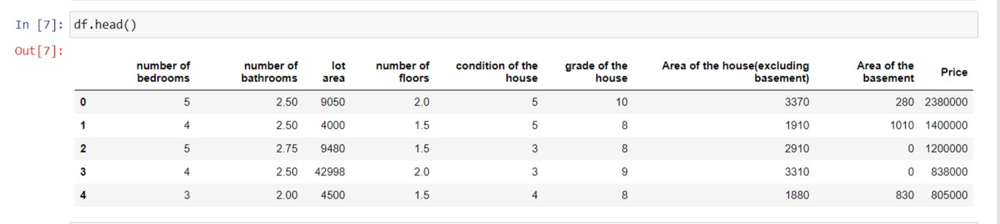 In [7]: df.head()
Out[7]:
number of bedrooms number of bathrooms lot area number of floors condition of the house grade of the house Area of the house(excluding basement) Area of the basement Price
0 5 2.50 9050 2.0 5 10 3370 280 2380000
1 4 2.50 4000 1.5 5 8 1910 1010 1400000
2 5 2.75 9480 1.5 3 8 2910 0 1200000
3 4 2.50 42998 2.0 3 9 3310 0 838000
4 3 2.00 4500 1.5 4 8 1880 830 805000